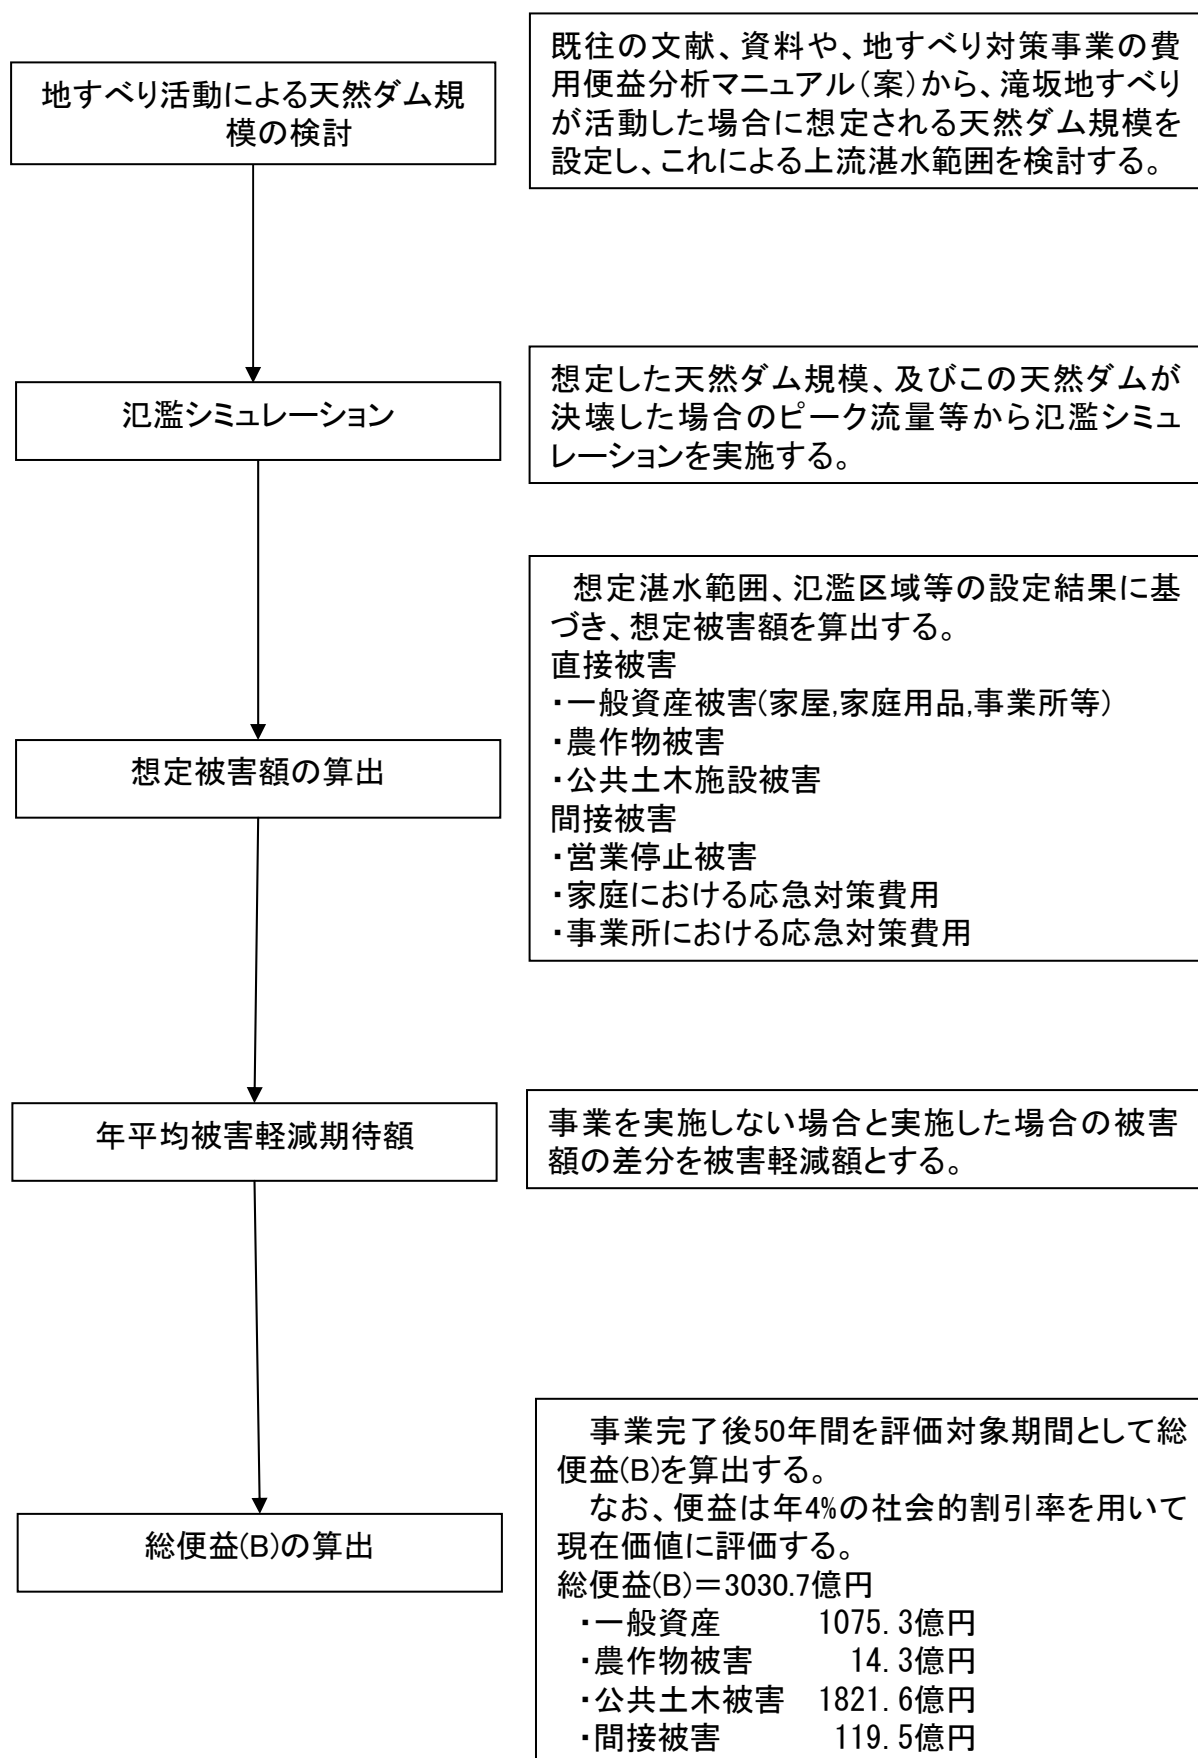 地すべり活動による天然ダム規
模の検討
既往の文献、資料や、地すべり対策事業の費
用便益分析マニュアル(案)から、滝坂地すべり
が活動した場合に想定される天然ダム規模を
設定し、これによる上流湛水範囲を検討する。
氾濫シミュレーション
想定した天然ダム規模、及びこの天然ダムが
決壊した場合のピーク流量等から氾濫シミュ
レーションを実施する。
想定被害額の算出
想定湛水範囲、氾濫区域等の設定結果に基
づき、想定被害額を算出する。
直接被害
・一般資産被害(家屋,家庭用品,事業所等)
・農作物被害
・公共土木施設被害
間接被害
・営業停止被害
・家庭における応急対策費用
・事業所における応急対策費用
年平均被害軽減期待額
事業を実施しない場合と実施した場合の被害
額の差分を被害軽減額とする。
総便益(B)の算出
事業完了後50年間を評価対象期間として総
便益(B)を算出する。
なお、便益は年4%の社会的割引率を用いて
現在価値に評価する。
総便益(B)=3030.7億円
・一般資産 1075.3億円
・農作物被害 14.3億円
・公共土木被害 1821.6億円
・間接被害 119.5億円